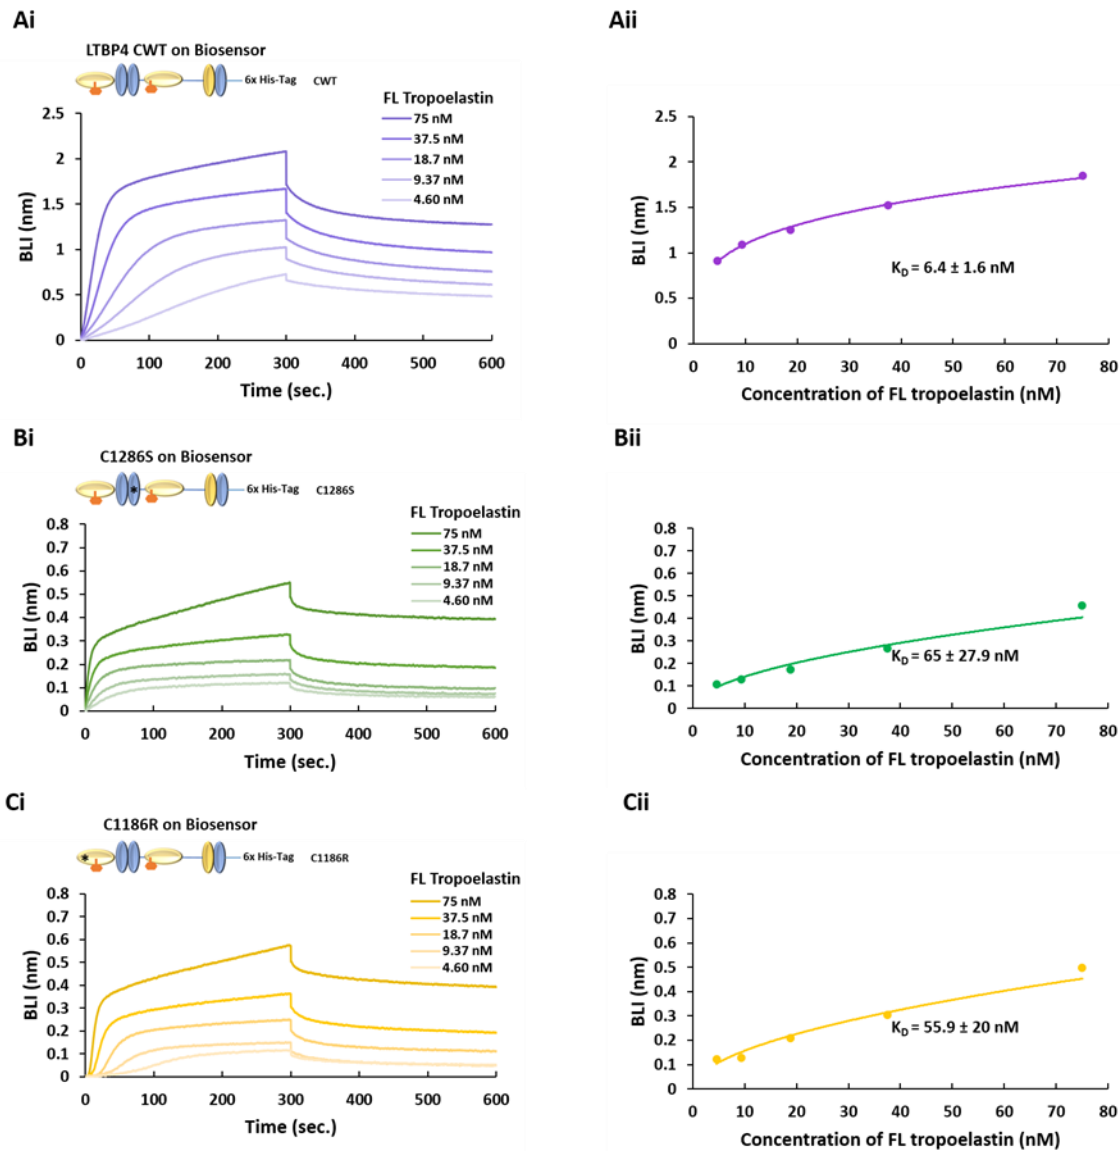 Ai
LTBP4 CWT on Biosensor
6x His-Tag CWT
FL Tropoelastin
75 nM
37.5 nM
18.7 nM
9.37 nM
4.60 nM
BLI (nm)
2.5
2
1.5
1
0.5
0
0 100 200 300 400 500 600
Time (sec.)
Aii
BLI (nm)
2.5
2
1.5
1
0.5
0
K_D = 6.4 ± 1.6 nM
0 10 20 30 40 50 60 70 80
Concentration of FL tropoelastin (nM)
Bi
C1286S on Biosensor
*
6x His-Tag C1286S
FL Tropoelastin
75 nM
37.5 nM
18.7 nM
9.37 nM
4.60 nM
BLI (nm)
0.8
0.7
0.6
0.5
0.4
0.3
0.2
0.1
0
0 100 200 300 400 500 600
Time (sec.)
Bii
BLI (nm)
0.8
0.7
0.6
0.5
0.4
0.3
0.2
0.1
0
K_D = 65 ± 27.9 nM
0 10 20 30 40 50 60 70 80
Concentration of FL tropoelastin (nM)
Ci
C1186R on Biosensor
*
6x His-Tag C1186R
FL Tropoelastin
75 nM
37.5 nM
18.7 nM
9.37 nM
4.60 nM
BLI (nm)
0.8
0.7
0.6
0.5
0.4
0.3
0.2
0.1
0
0 100 200 300 400 500 600
Time (sec.)
Cii
BLI (nm)
0.8
0.7
0.6
0.5
0.4
0.3
0.2
0.1
0
K_D = 55.9 ± 20 nM
0 10 20 30 40 50 60 70 80
Concentration of FL tropoelastin (nM)